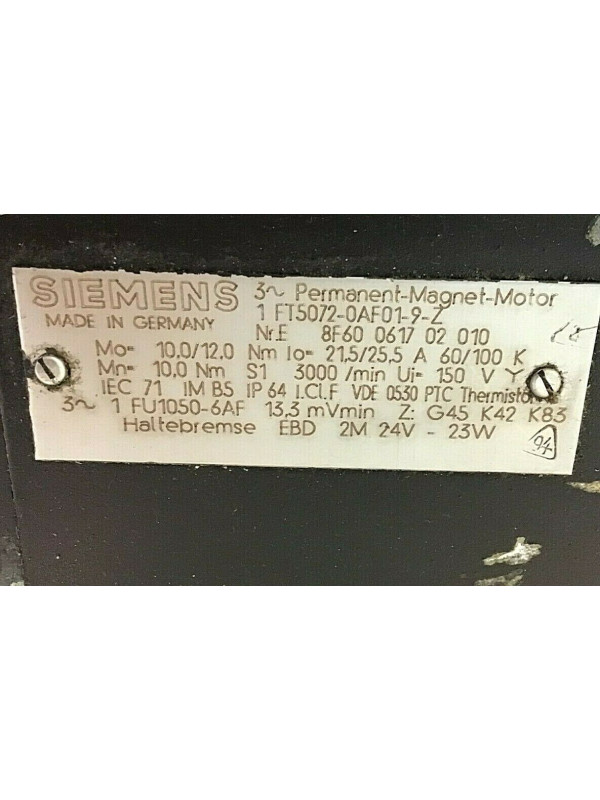 SIEMENS 3~ Permanent-Magnet-Motor
MADE IN GERMANY 1 FT5072-0AF01-9-Z
Nr.E 8F60 0617 02 010
Mo= 10,0/12,0 Nm Io= 21,5/25,5 A 60/100 K
Mn= 10,0 Nm S1 3000 /min Ui= 150 V Y
IEC 71 IM B5 IP 64 I.Cl.F VDE 0530 PTC Thermistor
3~ 1 FU1050-6AF 13,3 mVmin Z: G45 K42 K83
Haltebremse EBD 2M 24V - 23W
94